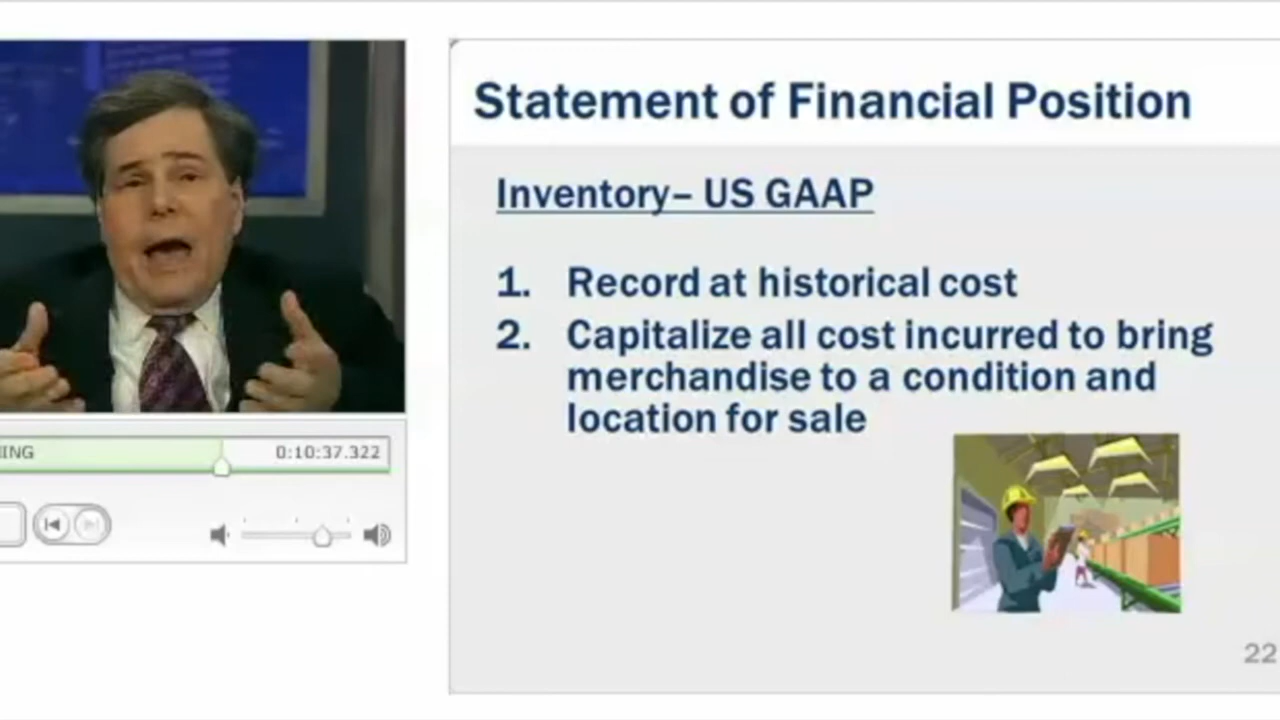 Statement of Financial Position
Inventory– US GAAP
1. Record at historical cost
2. Capitalize all cost incurred to bring
merchandise to a condition and
location for sale
ING 0:10:37.322
22